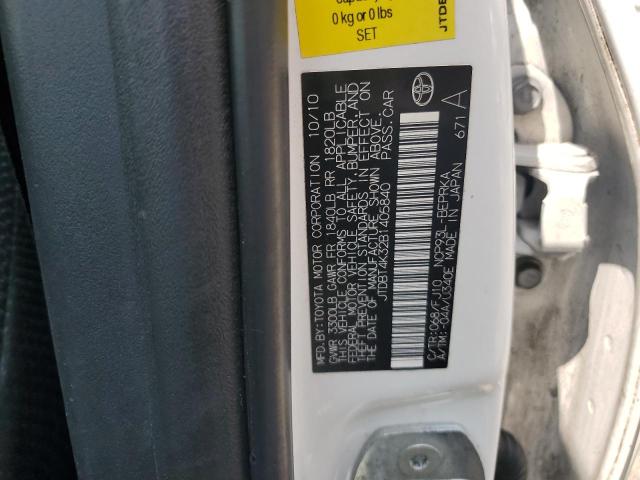 0 kg or 0 lbs
SET
JTDB
MFD.BY:TOYOTA MOTOR CORPORATION 10/10
GVWR 3300LB GAWR FR 1840LB RR 1820LB
THIS VEHICLE CONFORMS TO ALL APPLICABLE
FEDERAL MOTOR VEHICLE SAFETY, BUMPER, AND
THEFT PREVENTION STANDARDS IN EFFECT ON
THE DATE OF MANUFACTURE SHOWN ABOVE.
JTDBT4K32B1405840 PASS.CAR
C/TR:068/FJ10 NCP93L-BEPRKA
A/TM:-04A/U340E MADE IN JAPAN 671 A